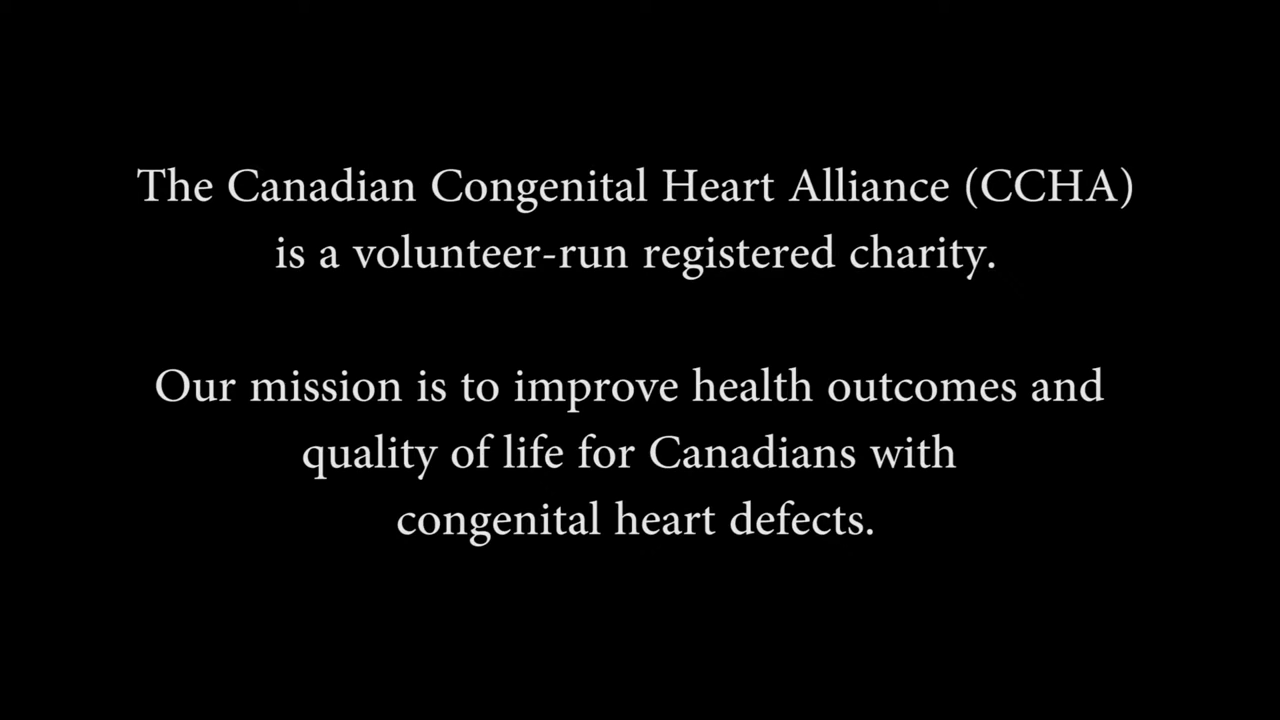 The Canadian Congenital Heart Alliance (CCHA)
is a volunteer-run registered charity.
Our mission is to improve health outcomes and
quality of life for Canadians with
congenital heart defects.